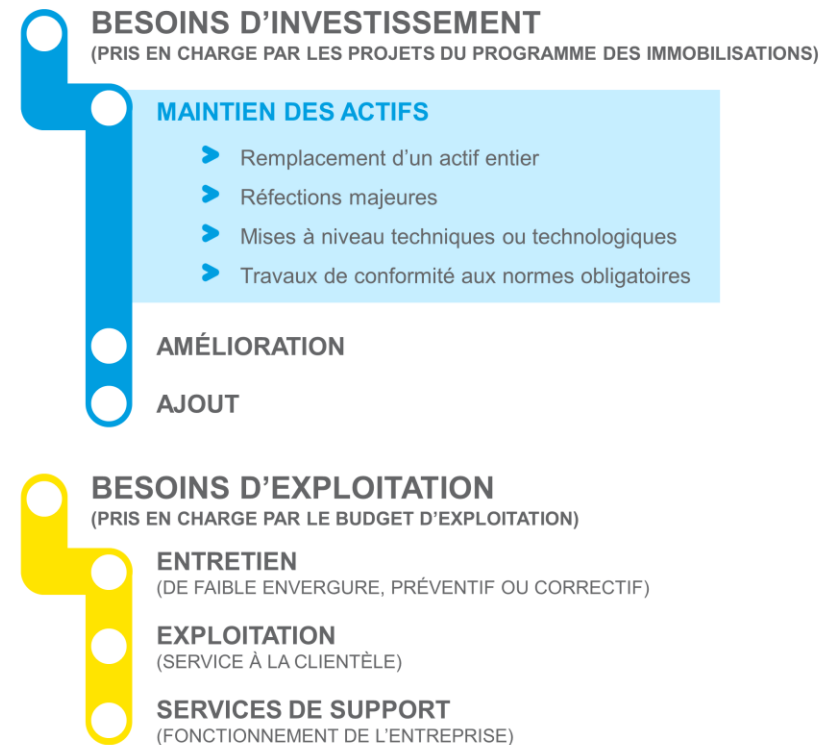 BESOINS D’INVESTISSEMENT
(PRIS EN CHARGE PAR LES PROJETS DU PROGRAMME DES IMMOBILISATIONS)
MAINTIEN DES ACTIFS
Remplacement d’un actif entier
Réfections majeures
Mises à niveau techniques ou technologiques
Travaux de conformité aux normes obligatoires
AMÉLIORATION
AJOUT
BESOINS D’EXPLOITATION
(PRIS EN CHARGE PAR LE BUDGET D’EXPLOITATION)
ENTRETIEN
(DE FAIBLE ENVERGURE, PRÉVENTIF OU CORRECTIF)
EXPLOITATION
(SERVICE À LA CLIENTÈLE)
SERVICES DE SUPPORT
(FONCTIONNEMENT DE L’ENTREPRISE)